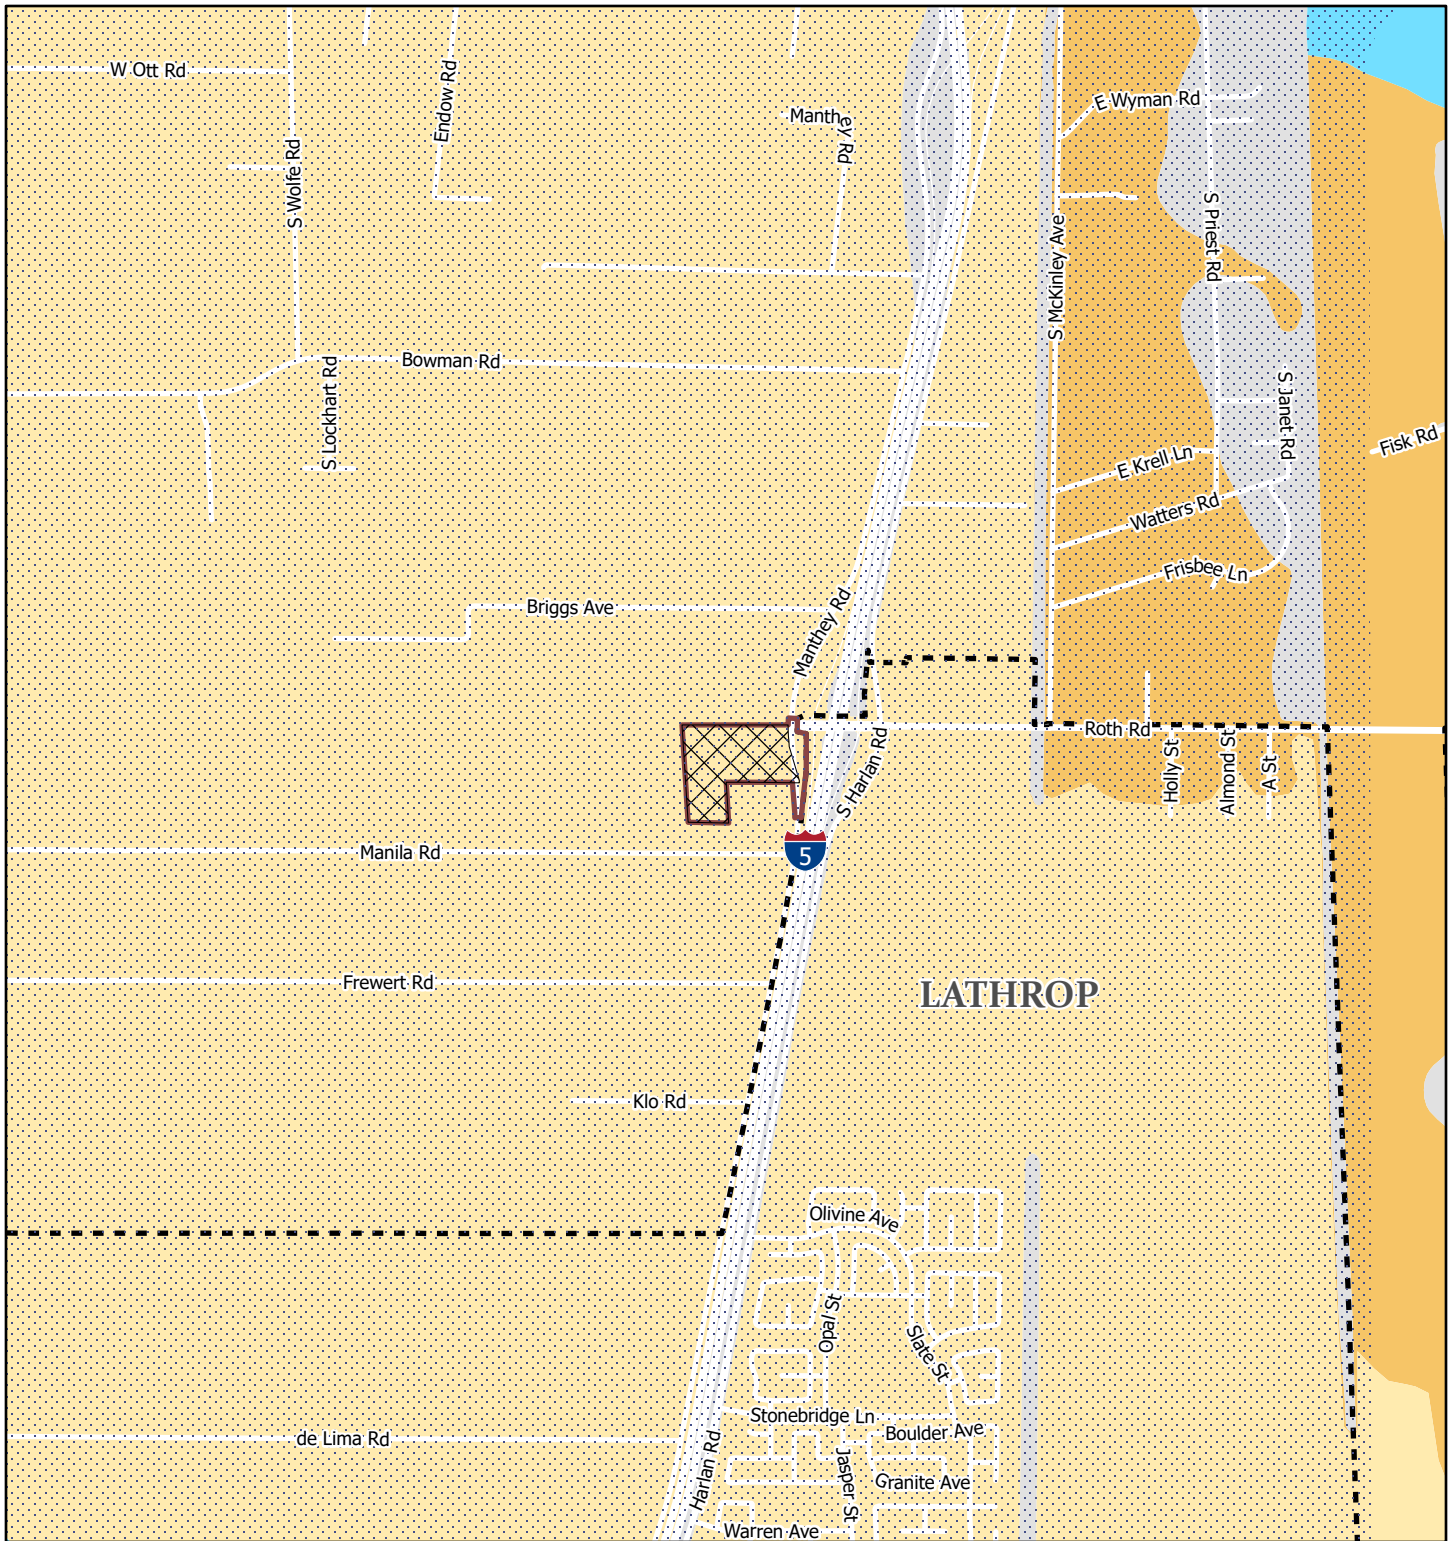 W Ott Rd
Endow Rd
S Wolfe Rd
Manthey Rd
E Wyman Rd
S Priest Rd
S McKinley Ave
Bowman Rd
S Lockhart Rd
S Janet Rd
Fisk Rd
E Krell Ln
Watters Rd
Frisbee Ln
Briggs Ave
Manthey Rd
Roth Rd
S Harlan Rd
Holly St
Almond St
A St
Manila Rd
5
Frewert Rd
LATHROP
Klo Rd
Olivine Ave
Opal St
Slate St
Stonebridge Ln
Boulder Ave
de Lima Rd
Harlan Rd
Jasper St
Granite Ave
Warren Ave